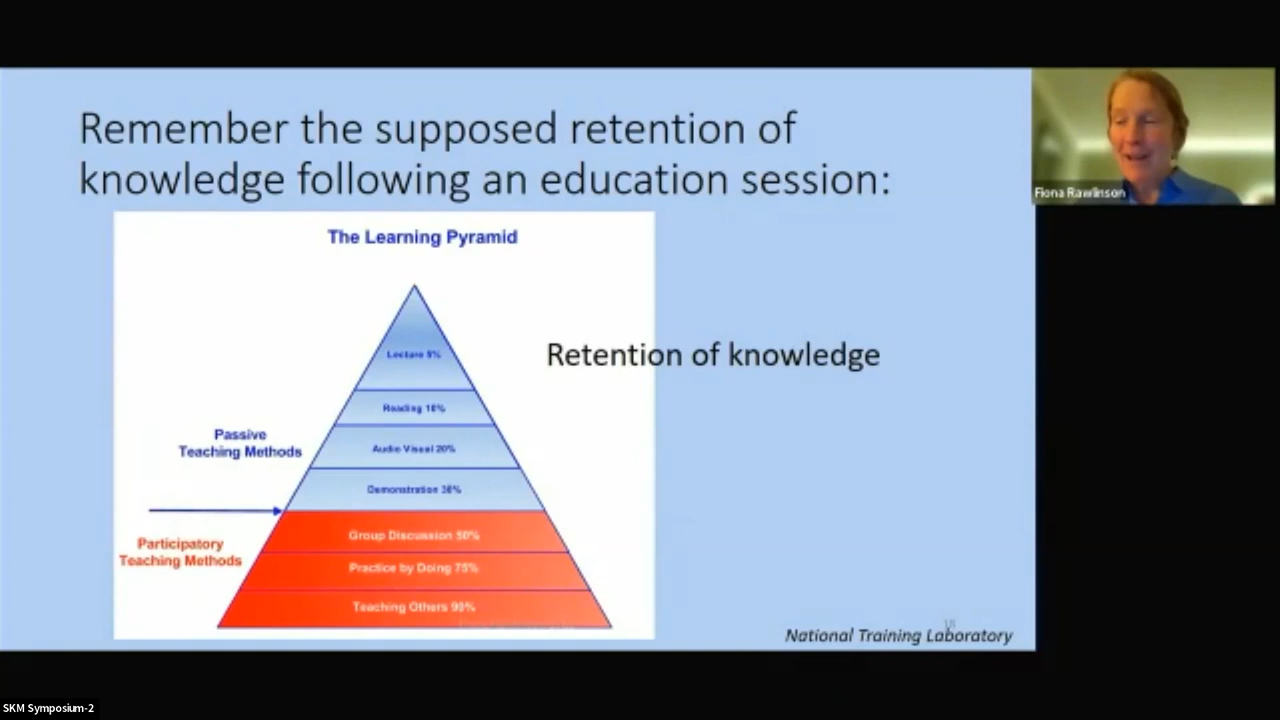 Remember the supposed retention of
knowledge following an education session:
Fiona Rawlinson
The Learning Pyramid
Lecture 5%
Retention of knowledge
Reading 10%
Passive
Teaching Methods
Audio Visual 20%
Demonstration 30%
Participatory
Teaching Methods
Group Discussion 50%
Practice by Doing 75%
Teaching Others 90%
National Training Laboratory
SKM Symposium-2